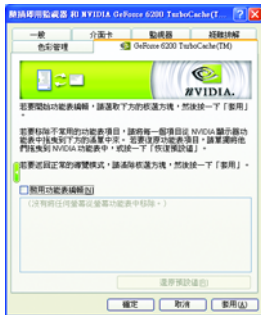 隨插即用監視器 和 NVIDIA GeForce 6200 TurboCache(T...
一般
介面卡
監視器
疑難排解
色彩管理
GeForce 6200 TurboCache(TM)
NVIDIA.
若要開始功能表編輯，請選取下方的核選方塊，然後按一下「套用」
。
若要移除不常用的功能表項目，請將每一個項目從 NVIDIA 顯示器功
能表中拖曳到下方的清單中來。 若要復原功能表項目，請單獨將他
們拖曳到 NVIDIA 功能表中，或按一下「恢復預設值」。
若要返回正常的導覽模式，請清除核選方塊，然後按一下「套用」。
啟用功能表編輯(N)
(沒有將任何螢幕從螢幕功能表中移除。)
還原預設值(R)
確定
取消
套用(A)